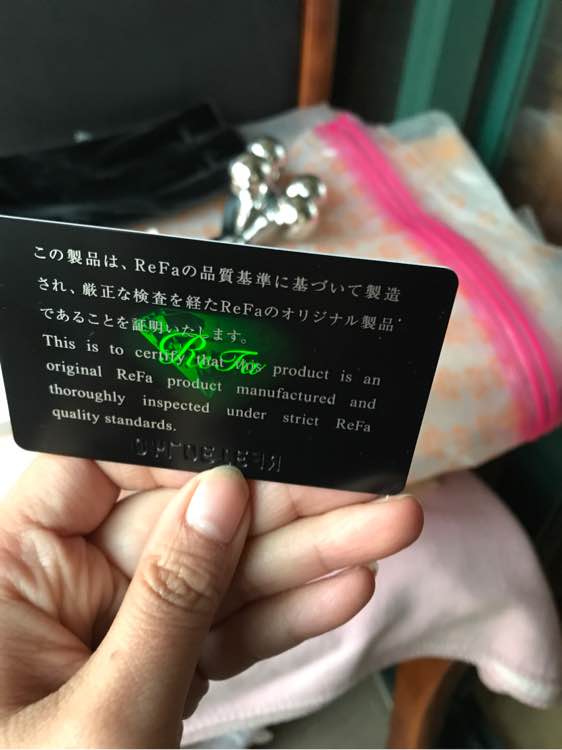 この製品は、ReFaの品質基準に基づいて製造
され、厳正な検査を経たReFaのオリジナル製品
であることを証明いたします。
ReFa
This is to certify that this product is an
original ReFa product manufactured and
thoroughly inspected under strict ReFa
quality standards.